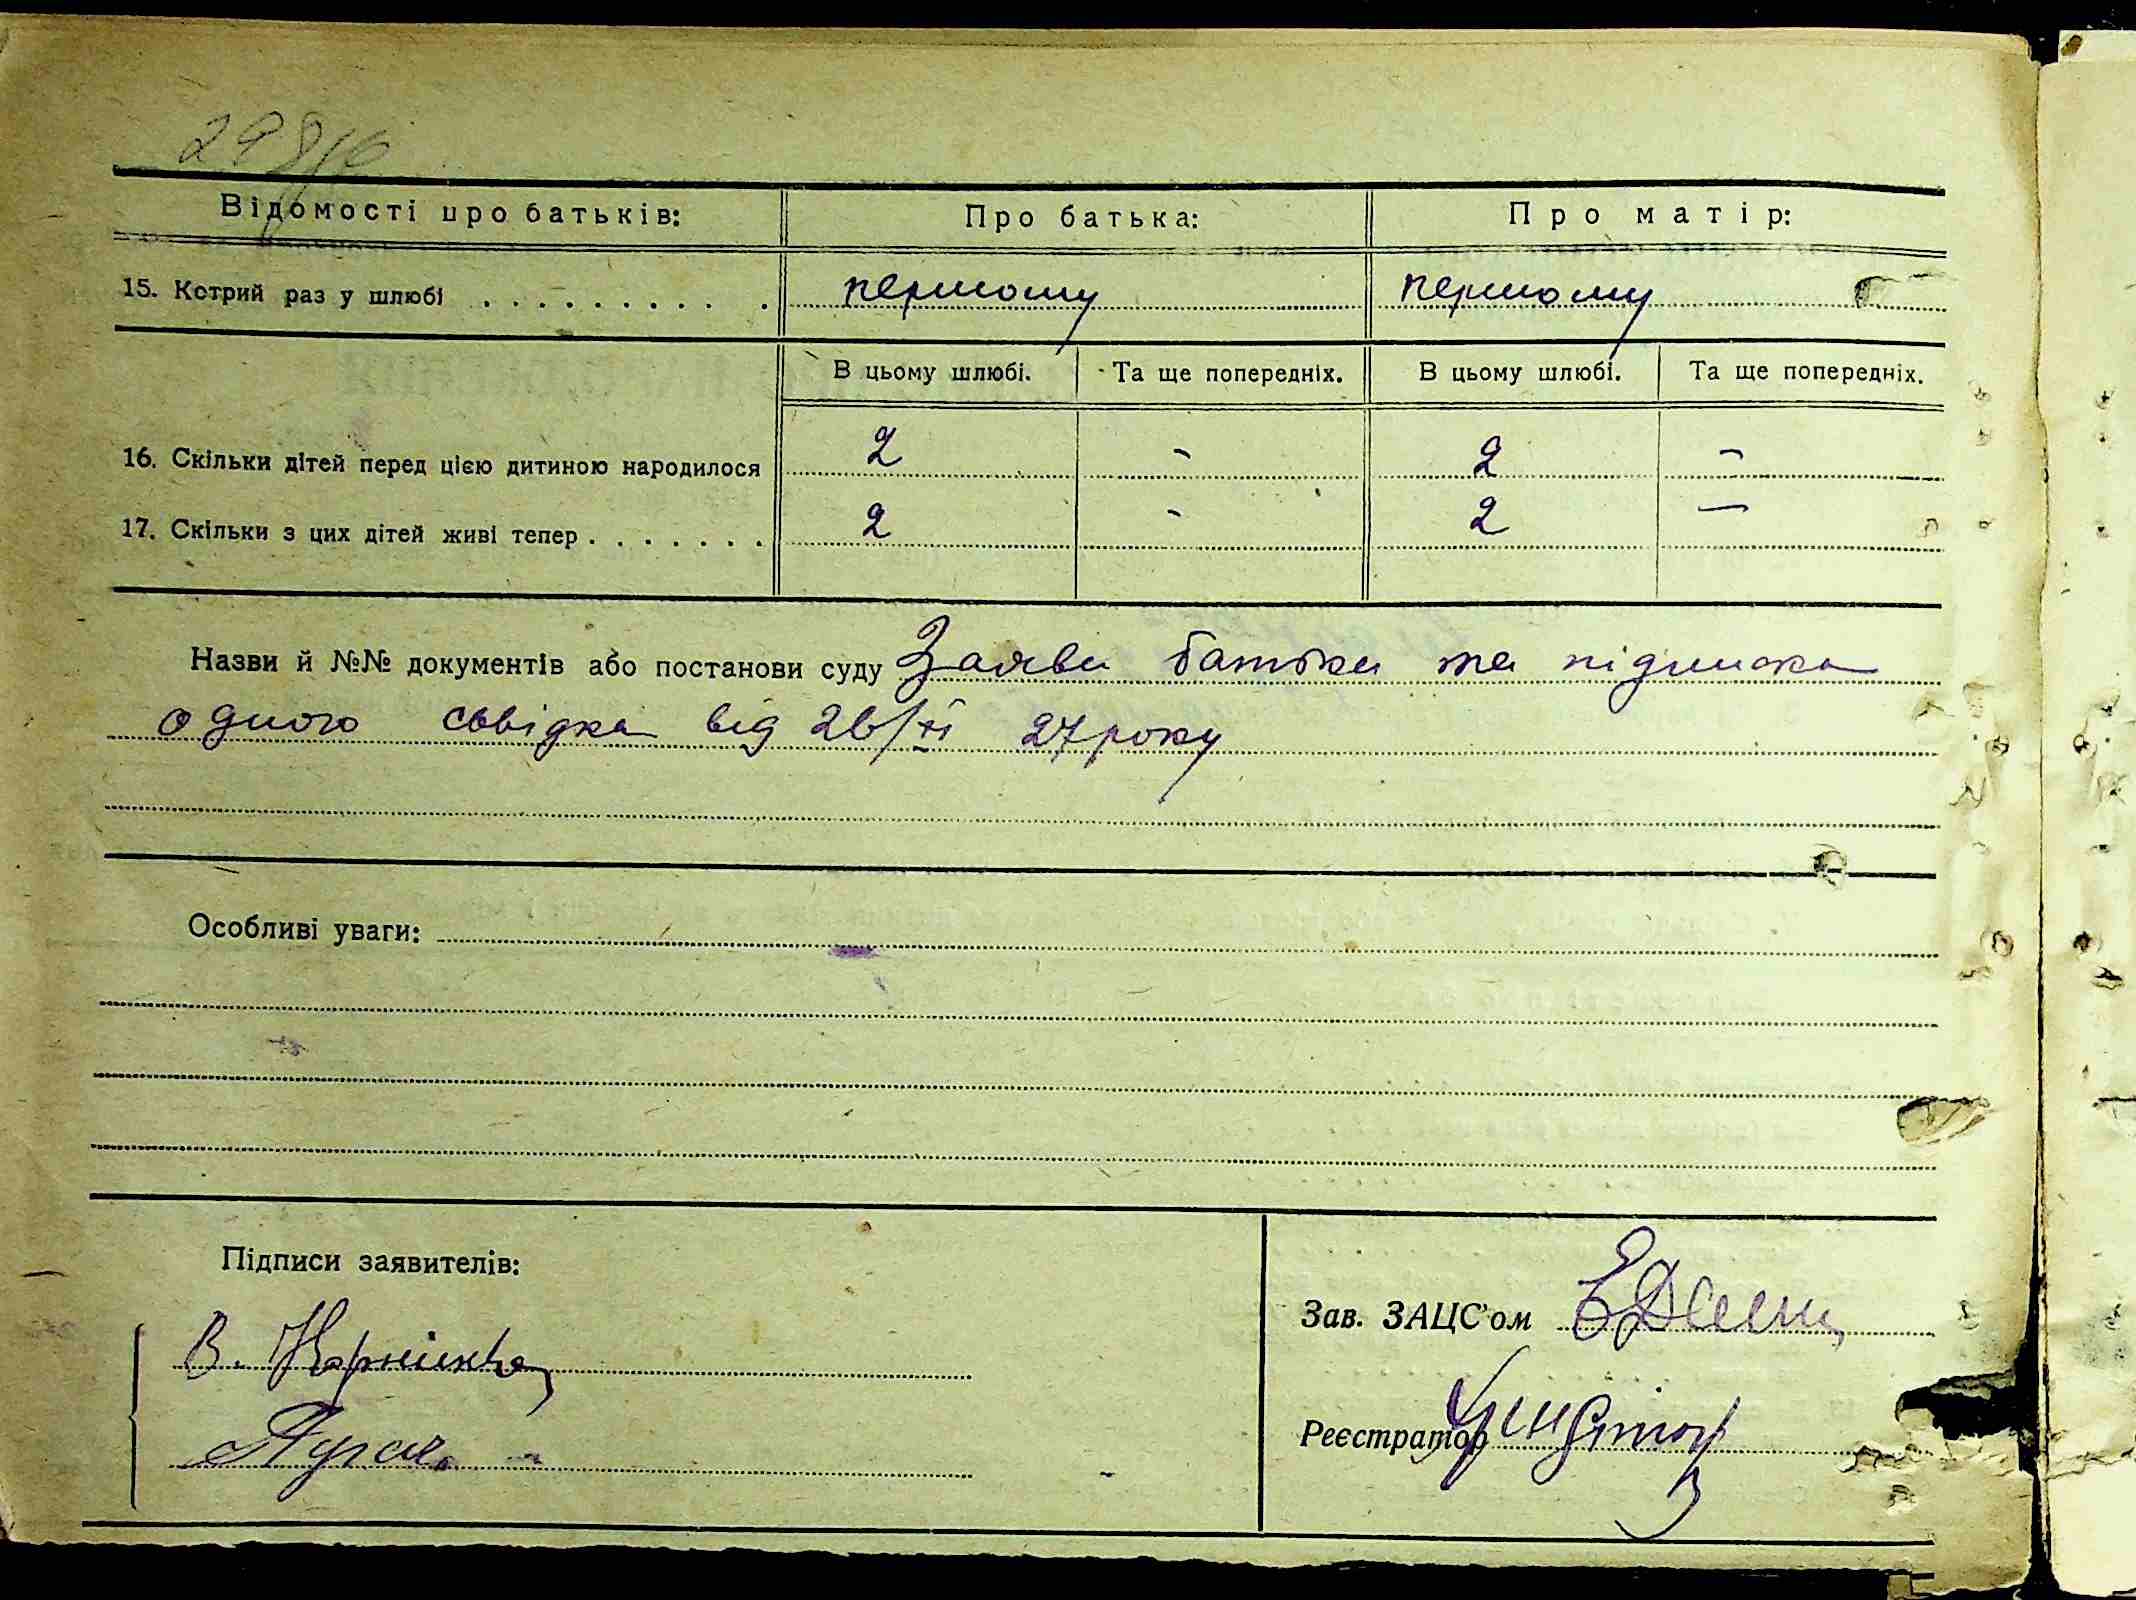 Відомості про батьків: Про батька: Про матір:
15. Котрий раз у шлюбі . . . . . . . . . . першому першому
В цьому шлюбі. Та ще попередніх. В цьому шлюбі. Та ще попередніх.
16. Скільки дітей перед цією дитиною народилося 2 - 2 -
17. Скільки з цих дітей живі тепер . . . . . . . 2 - 2 —
Назви й №№ документів або постанови суду Заява батька та підписка
одного свідка від 26/XI 27 року
Особливі уваги:
Підписи заявителів:
В.
Зав. ЗАЦС'ом
Реєстратор